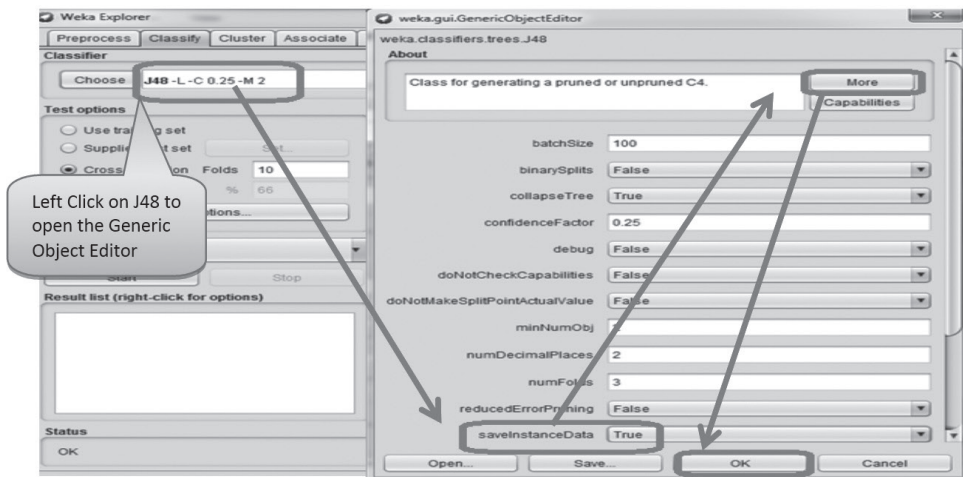 Weka Explorer
Preprocess Classify Cluster Associate
Classifier
Choose J48 -L -C 0.25 -M 2
Test options
Use training set
set
Folds 10
% 66
Left Click on J48 to
open the Generic
Object Editor
Start Stop
Result list (right-click for options)
Status
OK
weka.gui.GenericObjectEditor
weka.classifiers.trees.J48
About
Class for generating a pruned or unpruned C4.
More
Capabilities
batchSize 100
binarySplits False
collapseTree True
confidenceFactor 0.25
debug False
doNotCheckCapabilities False
doNotMakeSplitPointActualValue False
minNumObj
numDecimalPlaces 2
numFolds 3
reducedErrorPruning False
saveInstanceData True
Open... Save... OK Cancel